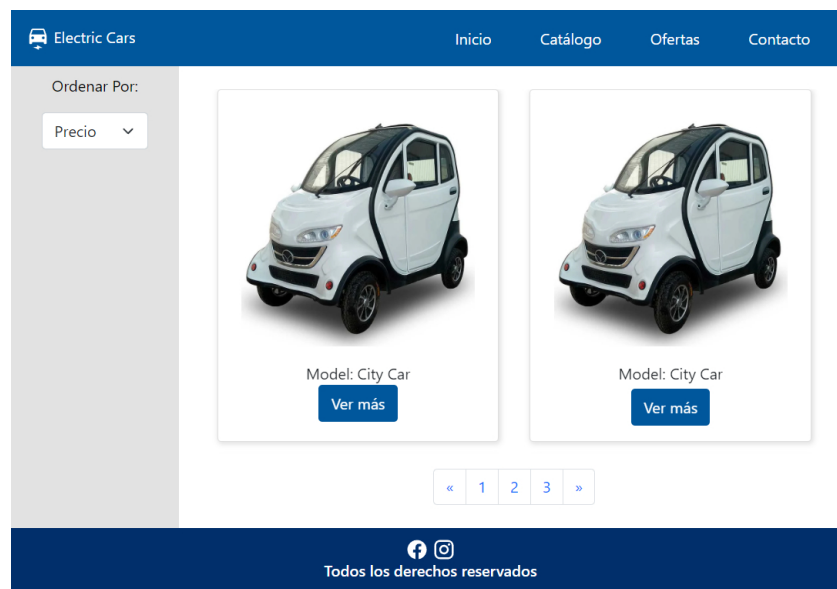 Electric Cars
Inicio
Catálogo
Ofertas
Contacto
Ordenar Por:
Precio
Model: City Car
Ver más
Model: City Car
Ver más
« 1 2 3 »
Todos los derechos reservados